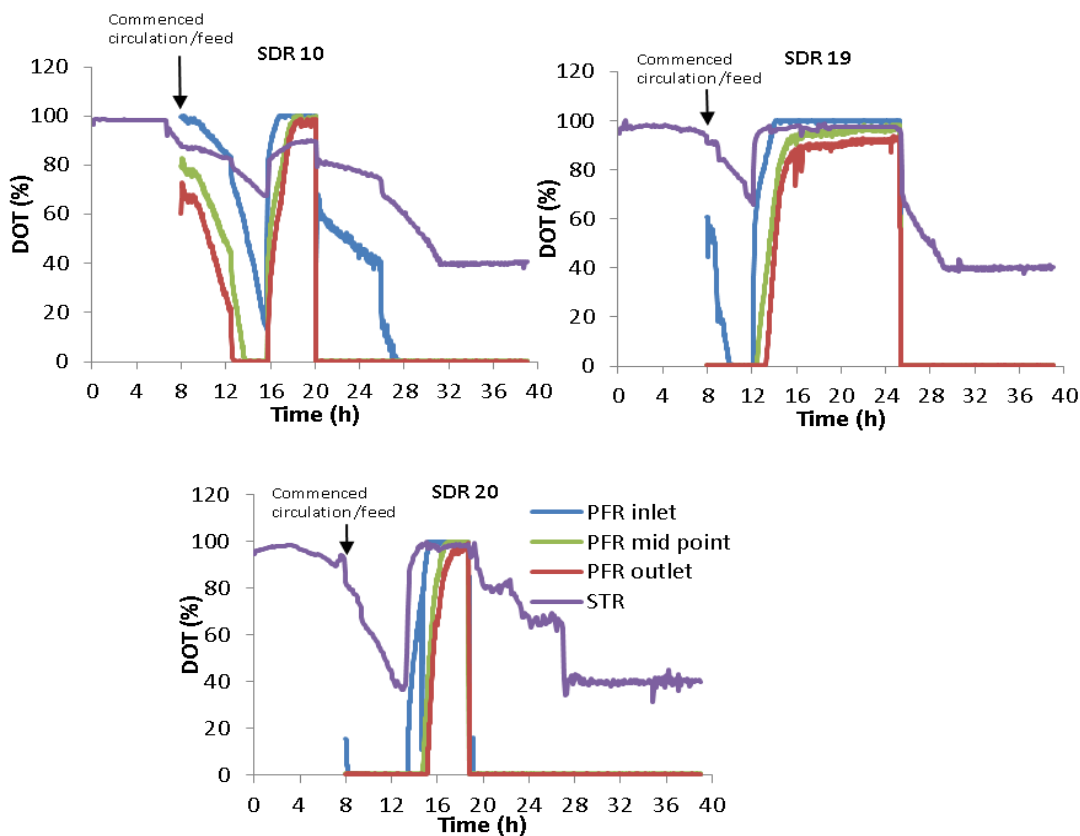 Commenced
circulation/feed
SDR 10
DOT (%)
120
100
80
60
40
20
0
0 4 8 12 16 20 24 28 32 36 40
Time (h)
Commenced
circulation/feed
SDR 19
DOT (%)
120
100
80
60
40
20
0
0 4 8 12 16 20 24 28 32 36 40
Time (h)
Commenced
circulation/feed
SDR 20
DOT (%)
120
100
80
60
40
20
0
0 4 8 12 16 20 24 28 32 36 40
Time (h)
PFR inlet
PFR mid point
PFR outlet
STR